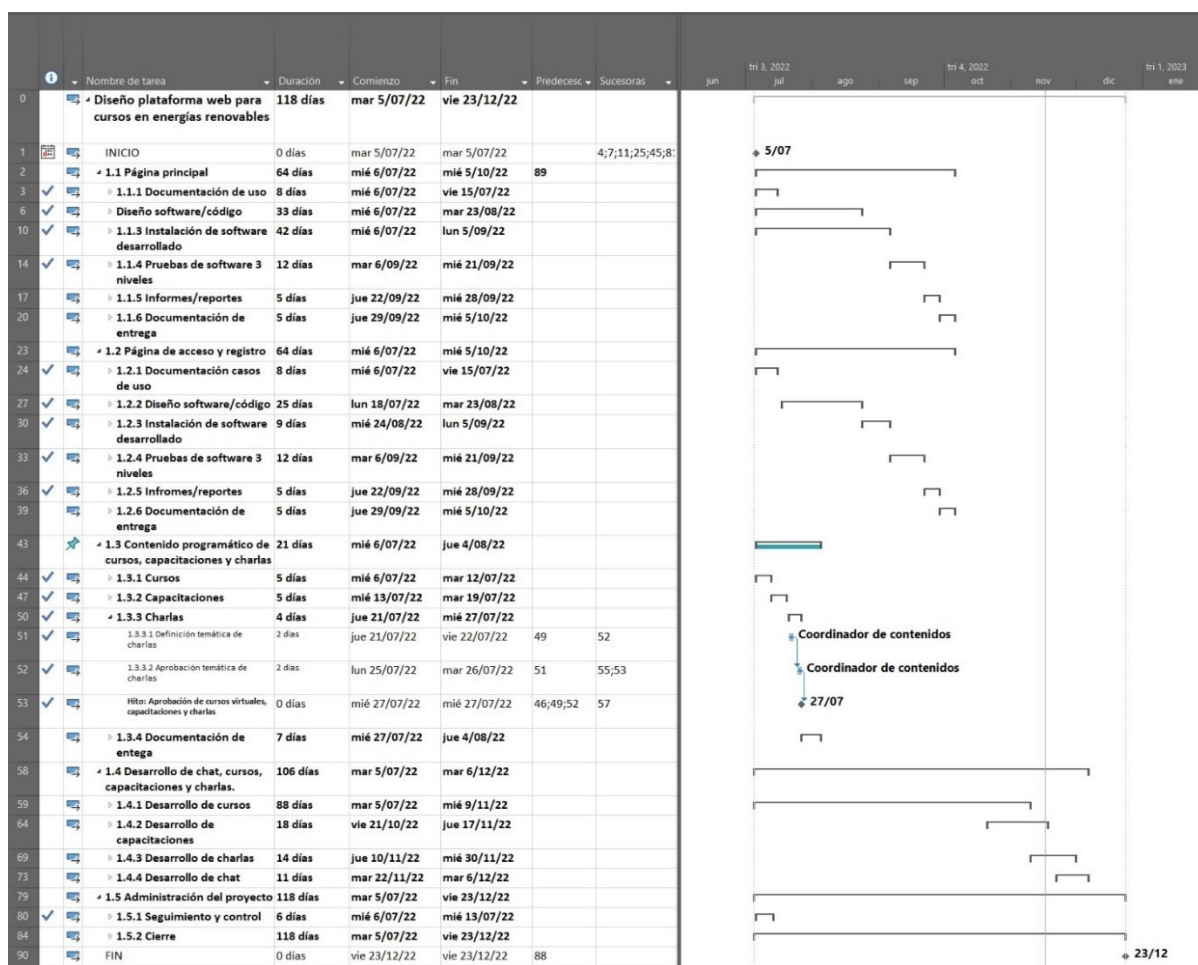 tri 3, 2022 tri 4, 2022 tri 1, 2023
Nombre de tarea Duración Comienzo Fin Predecesc Sucesoras jun jul ago sep oct nov dic ene
0 Diseño plataforma web para 118 días mar 5/07/22 vie 23/12/22
cursos en energías renovables
1 INICIO 0 días mar 5/07/22 mar 5/07/22 4;7;11;25;45;81 5/07
2 1.1 Página principal 64 días mié 6/07/22 mié 5/10/22 89
3 1.1.1 Documentación de uso 8 días mié 6/07/22 vie 15/07/22
6 Diseño software/código 33 días mié 6/07/22 mar 23/08/22
10 1.1.3 Instalación de software 42 días mié 6/07/22 lun 5/09/22
desarrollado
14 1.1.4 Pruebas de software 3 12 días mar 6/09/22 mié 21/09/22
niveles
17 1.1.5 Informes/reportes 5 días jue 22/09/22 mié 28/09/22
20 1.1.6 Documentación de 5 días jue 29/09/22 mié 5/10/22
entrega
23 1.2 Página de acceso y registro 64 días mié 6/07/22 mié 5/10/22
24 1.2.1 Documentación casos 8 días mié 6/07/22 vie 15/07/22
de uso
27 1.2.2 Diseño software/código 25 días lun 18/07/22 mar 23/08/22
30 1.2.3 Instalación de software 9 días mié 24/08/22 lun 5/09/22
desarrollado
33 1.2.4 Pruebas de software 3 12 días mar 6/09/22 mié 21/09/22
niveles
36 1.2.5 Infromes/reportes 5 días jue 22/09/22 mié 28/09/22
39 1.2.6 Documentación de 5 días jue 29/09/22 mié 5/10/22
entrega
43 1.3 Contenido programático de 21 días mié 6/07/22 jue 4/08/22
cursos, capacitaciones y charlas
44 1.3.1 Cursos 5 días mié 6/07/22 mar 12/07/22
47 1.3.2 Capacitaciones 5 días mié 13/07/22 mar 19/07/22
50 1.3.3 Charlas 4 días jue 21/07/22 mié 27/07/22
51 1.3.3.1 Definición temática de 2 días jue 21/07/22 vie 22/07/22 49 52 Coordinador de contenidos
charlas
52 1.3.3.2 Aprobación temática de 2 días lun 25/07/22 mar 26/07/22 51 55;53 Coordinador de contenidos
charlas
53 Hito: Aprobación de cursos virtuales, 0 días mié 27/07/22 mié 27/07/22 46;49;52 57 27/07
capacitaciones y charlas
54 1.3.4 Documentación de 7 días mié 27/07/22 jue 4/08/22
entega
58 1.4 Desarrollo de chat, cursos, 106 días mar 5/07/22 mar 6/12/22
capacitaciones y charlas.
59 1.4.1 Desarrollo de cursos 88 días mar 5/07/22 mié 9/11/22
64 1.4.2 Desarrollo de 18 días vie 21/10/22 jue 17/11/22
capacitaciones
69 1.4.3 Desarrollo de charlas 14 días jue 10/11/22 mié 30/11/22
73 1.4.4 Desarrollo de chat 11 días mar 22/11/22 mar 6/12/22
79 1.5 Administración del proyecto 118 días mar 5/07/22 vie 23/12/22
80 1.5.1 Seguimiento y control 6 días mié 6/07/22 mié 13/07/22
84 1.5.2 Cierre 118 días mar 5/07/22 vie 23/12/22
90 FIN 0 días vie 23/12/22 vie 23/12/22 88 23/12